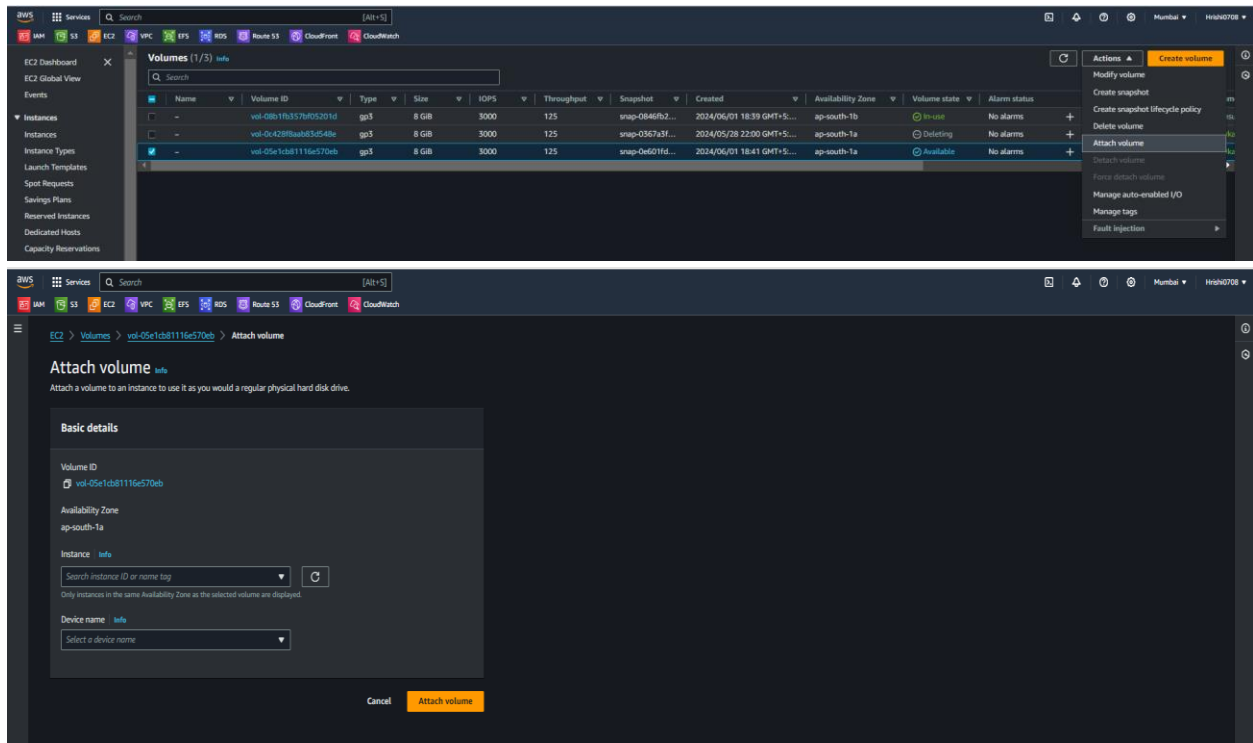 aws Services Search [Alt+S] Mumbai Hrishi0708
IAM S3 EC2 VPC EFS RDS Route 53 CloudFront CloudWatch
EC2 Dashboard
EC2 Global View
Events
Instances
Instances
Instance Types
Launch Templates
Spot Requests
Savings Plans
Reserved Instances
Dedicated Hosts
Capacity Reservations
Volumes (1/3) Info
Search
Name Volume ID Type Size IOPS Throughput Snapshot Created Availability Zone Volume state Alarm status
– vol-08b1fb357bf05201d gp3 8 GiB 3000 125 snap-0846fb2... 2024/06/01 18:39 GMT+5:... ap-south-1b In-use No alarms +
– vol-0c428f8aab83d548e gp3 8 GiB 3000 125 snap-0367a3f... 2024/05/28 22:00 GMT+5:... ap-south-1a Deleting No alarms +
– vol-05e1cb81116e570eb gp3 8 GiB 3000 125 snap-0e601fd... 2024/06/01 18:41 GMT+5:... ap-south-1a Available No alarms +
Actions Create volume
Modify volume
Create snapshot
Create snapshot lifecycle policy
Delete volume
Attach volume
Detach volume
Force detach volume
Manage auto-enabled I/O
Manage tags
Fault injection
aws Services Search [Alt+S] Mumbai Hrishi0708
IAM S3 EC2 VPC EFS RDS Route 53 CloudFront CloudWatch
EC2 > Volumes > vol-05e1cb81116e570eb > Attach volume
Attach volume Info
Attach a volume to an instance to use it as you would a regular physical hard disk drive.
Basic details
Volume ID
vol-05e1cb81116e570eb
Availability Zone
ap-south-1a
Instance Info
Search instance ID or name tag
Only instances in the same Availability Zone as the selected volume are displayed.
Device name Info
Select a device name
Cancel Attach volume